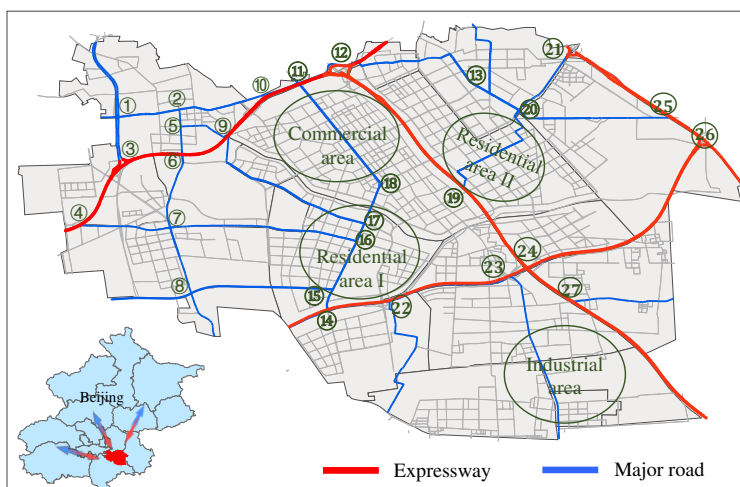 ⑫
㉑
⑪
⑬
⑩
②
①
⑤
⑨
⑳
㉕
㉖
Commercial
area
Residential
area II
③
⑥
⑱
④
⑲
⑦
⑰
⑯
Residential
area I
㉔
㉓
⑧
⑮
㉗
⑭
㉒
Industrial
area
Beijing
Expressway
Major road